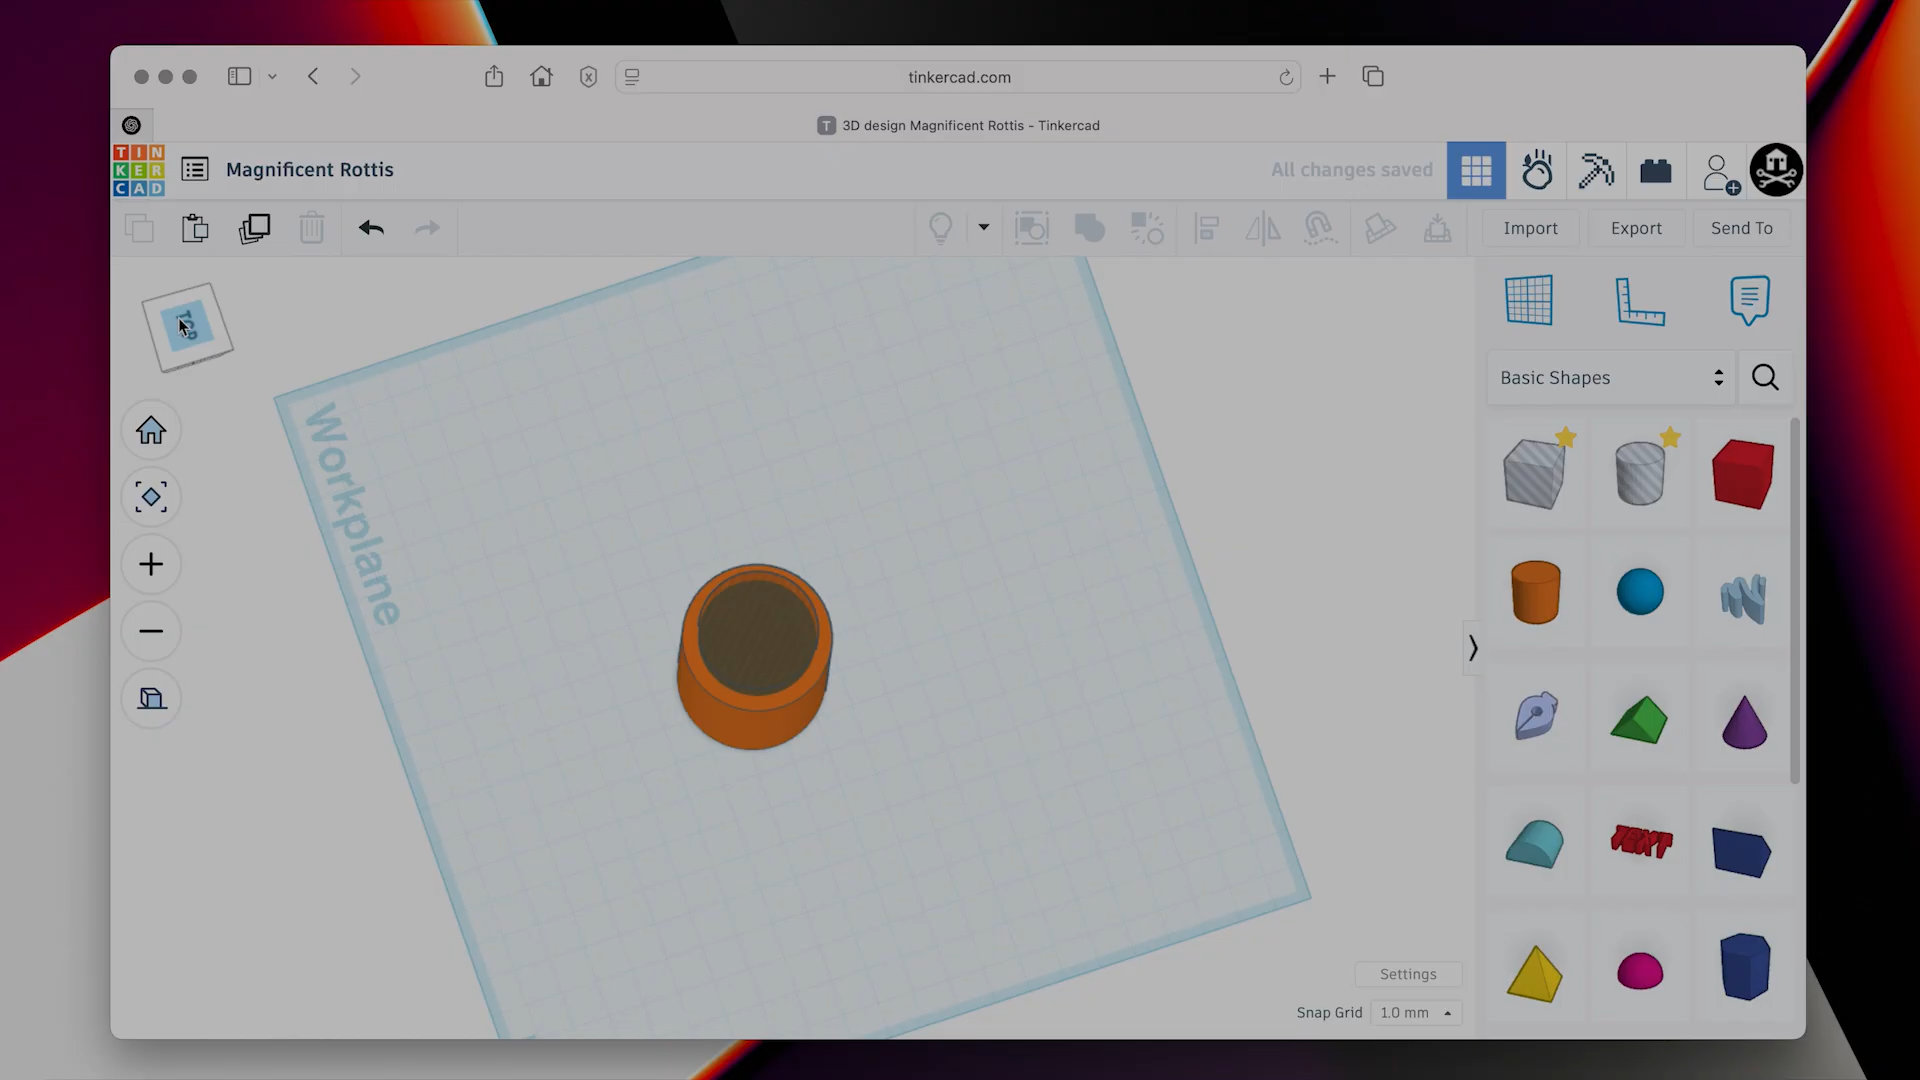 tinkercad.com
T 3D design Magnificent Rottis - Tinkercad
TIN
KER
CAD
Magnificent Rottis
All changes saved
Import
Export
Send To
TOP
Workplane
Basic Shapes
TEXT
Settings
Snap Grid 1.0 mm